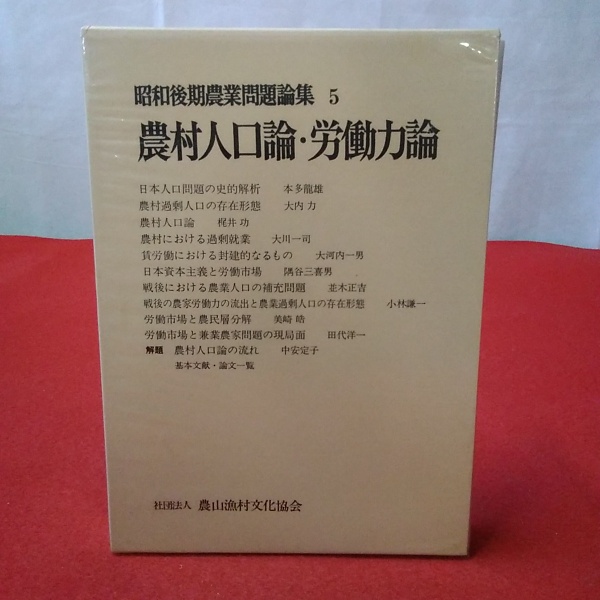 昭和後期農業問題論集 5
農村人口論・労働力論
日本人口問題の史的解析 本多龍雄
農村過剰人口の存在形態 大内 力
農村人口論 梶井 功
農村における過剰就業 大川一司
賃労働における封建的なるもの 大河内一男
日本資本主義と労働市場 隅谷三喜男
戦後における農業人口の補充問題 並木正吉
戦後の農家労働力の流出と農業過剰人口の存在形態 小林謙一
労働市場と農民層分解 美崎 皓
労働市場と兼業農家問題の現局面 田代洋一
解題 農村人口論の流れ 中安定子
基本文献・論文一覧
社団法人 農山漁村文化協会